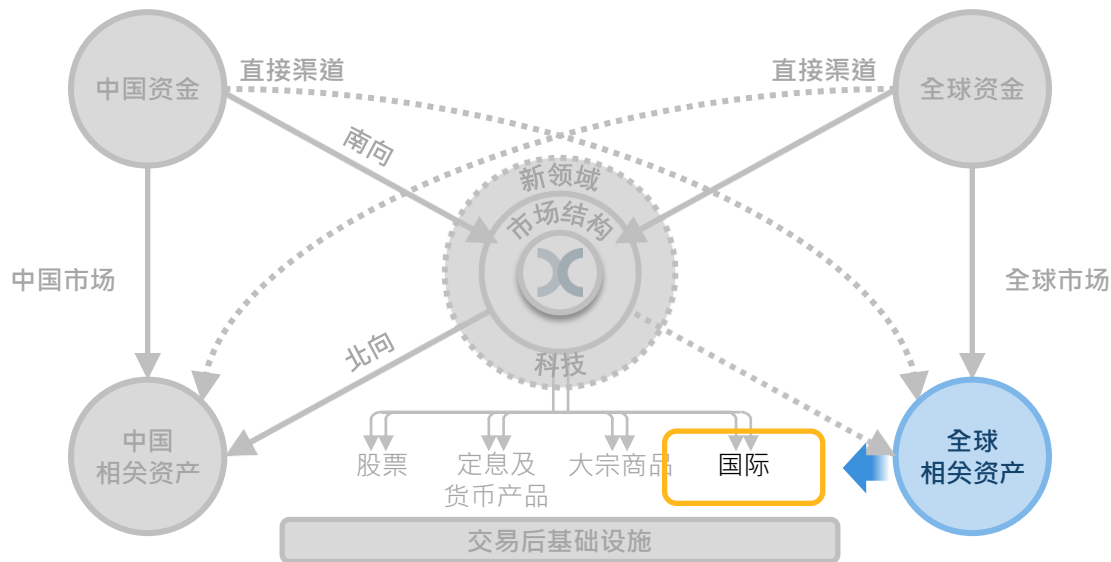 中国资金
直接渠道
直接渠道
全球资金
南向
新领域
市场结构
中国市场
全球市场
北向
科技
中国
相关资产
股票
定息及
货币产品
大宗商品
国际
全球
相关资产
交易后基础设施